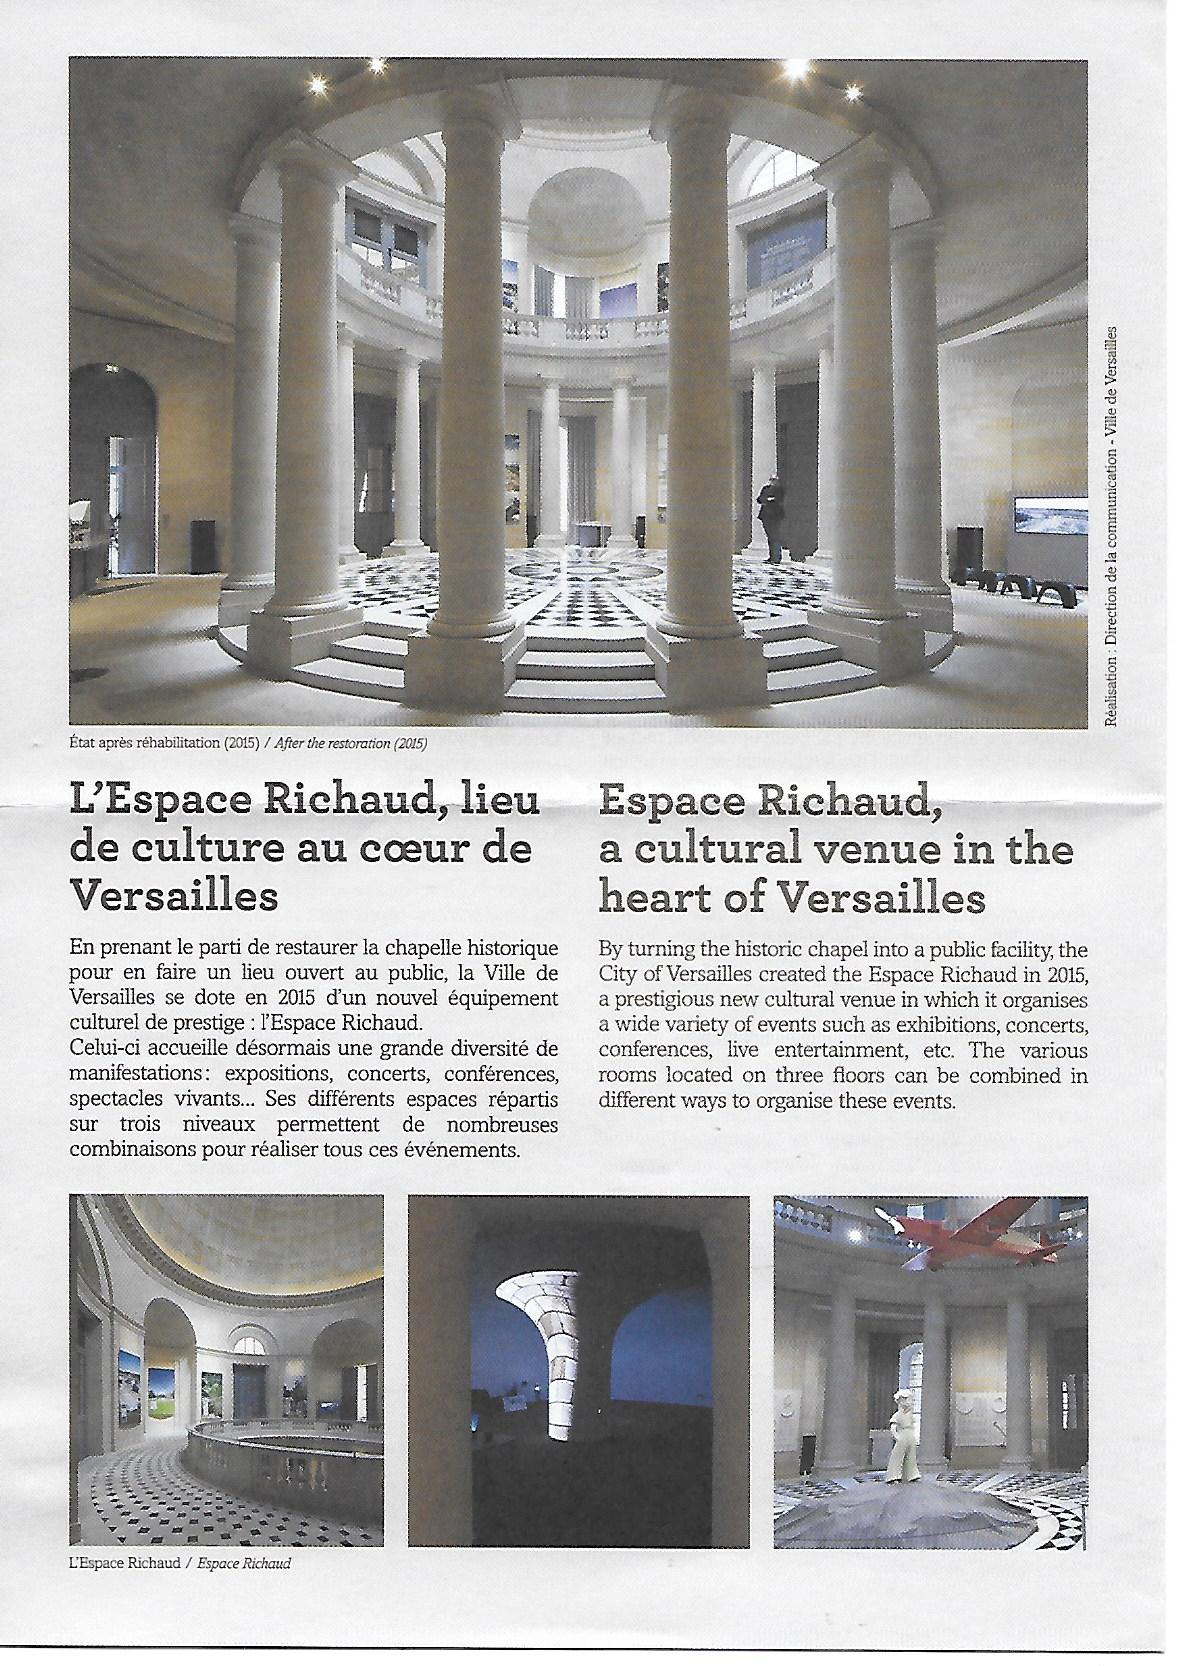 Réalisation : Direction de la communication - Ville de Versailles
État après réhabilitation (2015) / After the restoration (2015)
L'Espace Richaud, lieu
de culture au cœur de
Versailles
En prenant le parti de restaurer la chapelle historique
pour en faire un lieu ouvert au public, la Ville de
Versailles se dote en 2015 d'un nouvel équipement
culturel de prestige : l'Espace Richaud.
Celui-ci accueille désormais une grande diversité de
manifestations: expositions, concerts, conférences,
spectacles vivants... Ses différents espaces répartis
sur trois niveaux permettent de nombreuses
combinaisons pour réaliser tous ces événements.
Espace Richaud,
a cultural venue in the
heart of Versailles
By turning the historic chapel into a public facility, the
City of Versailles created the Espace Richaud in 2015,
a prestigious new cultural venue in which it organises
a wide variety of events such as exhibitions, concerts,
conferences, live entertainment, etc. The various
rooms located on three floors can be combined in
different ways to organise these events.
L'Espace Richaud / Espace Richaud